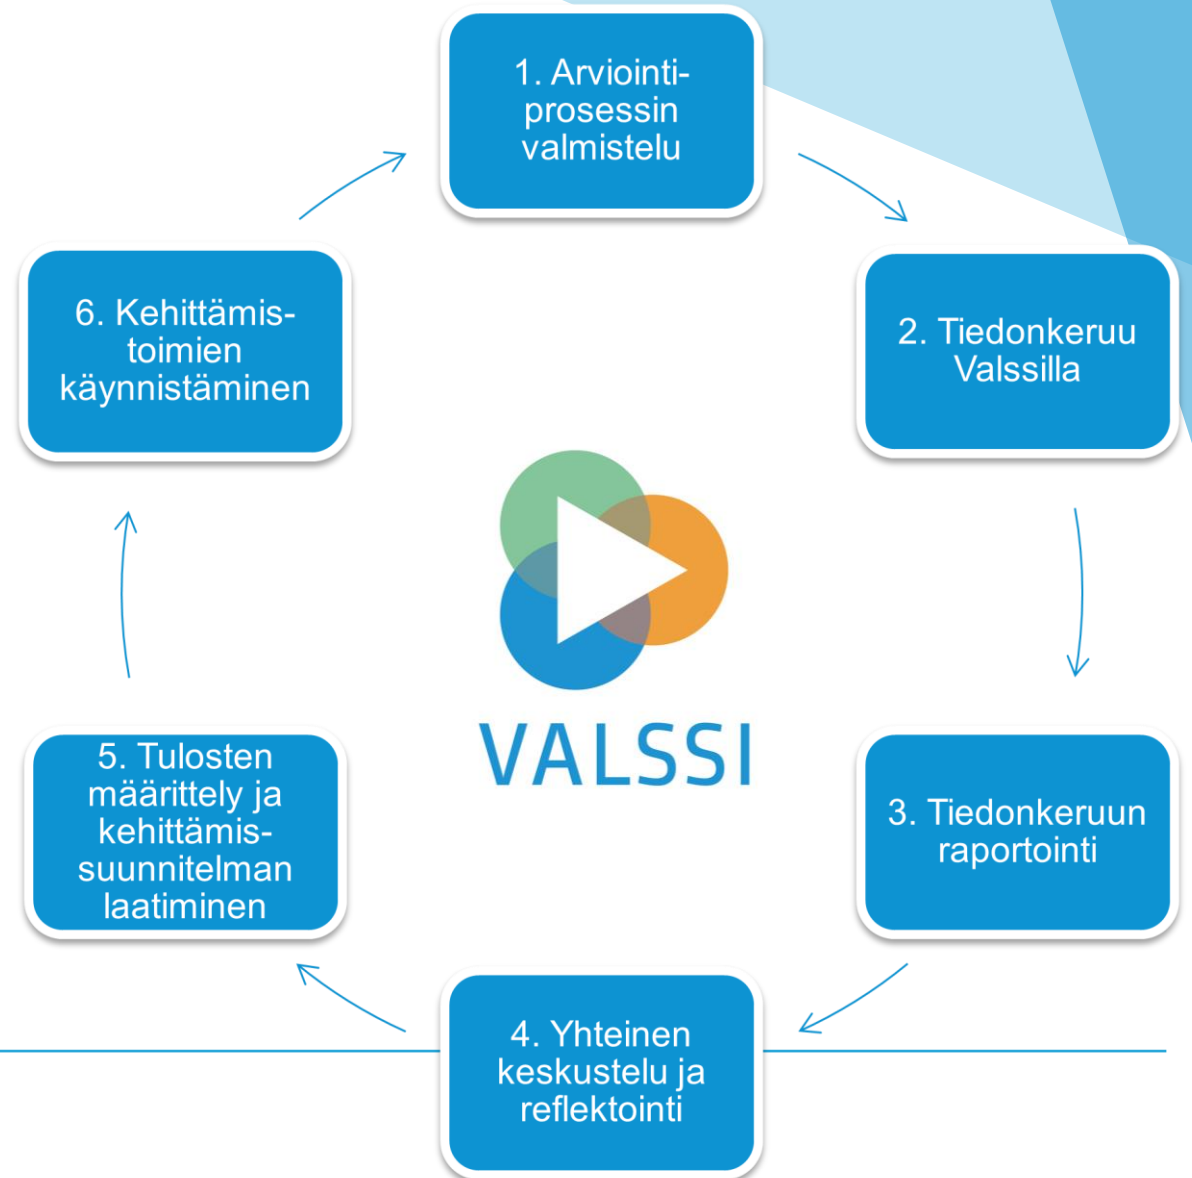 1. Arviointi-
prosessin
valmistelu
2. Tiedonkeruu
Valssilla
3. Tiedonkeruun
raportointi
4. Yhteinen
keskustelu ja
reflektointi
5. Tulosten
määrittely ja
kehittämis-
suunnitelman
laatiminen
6. Kehittämis-
toimien
käynnistäminen
VALSSI